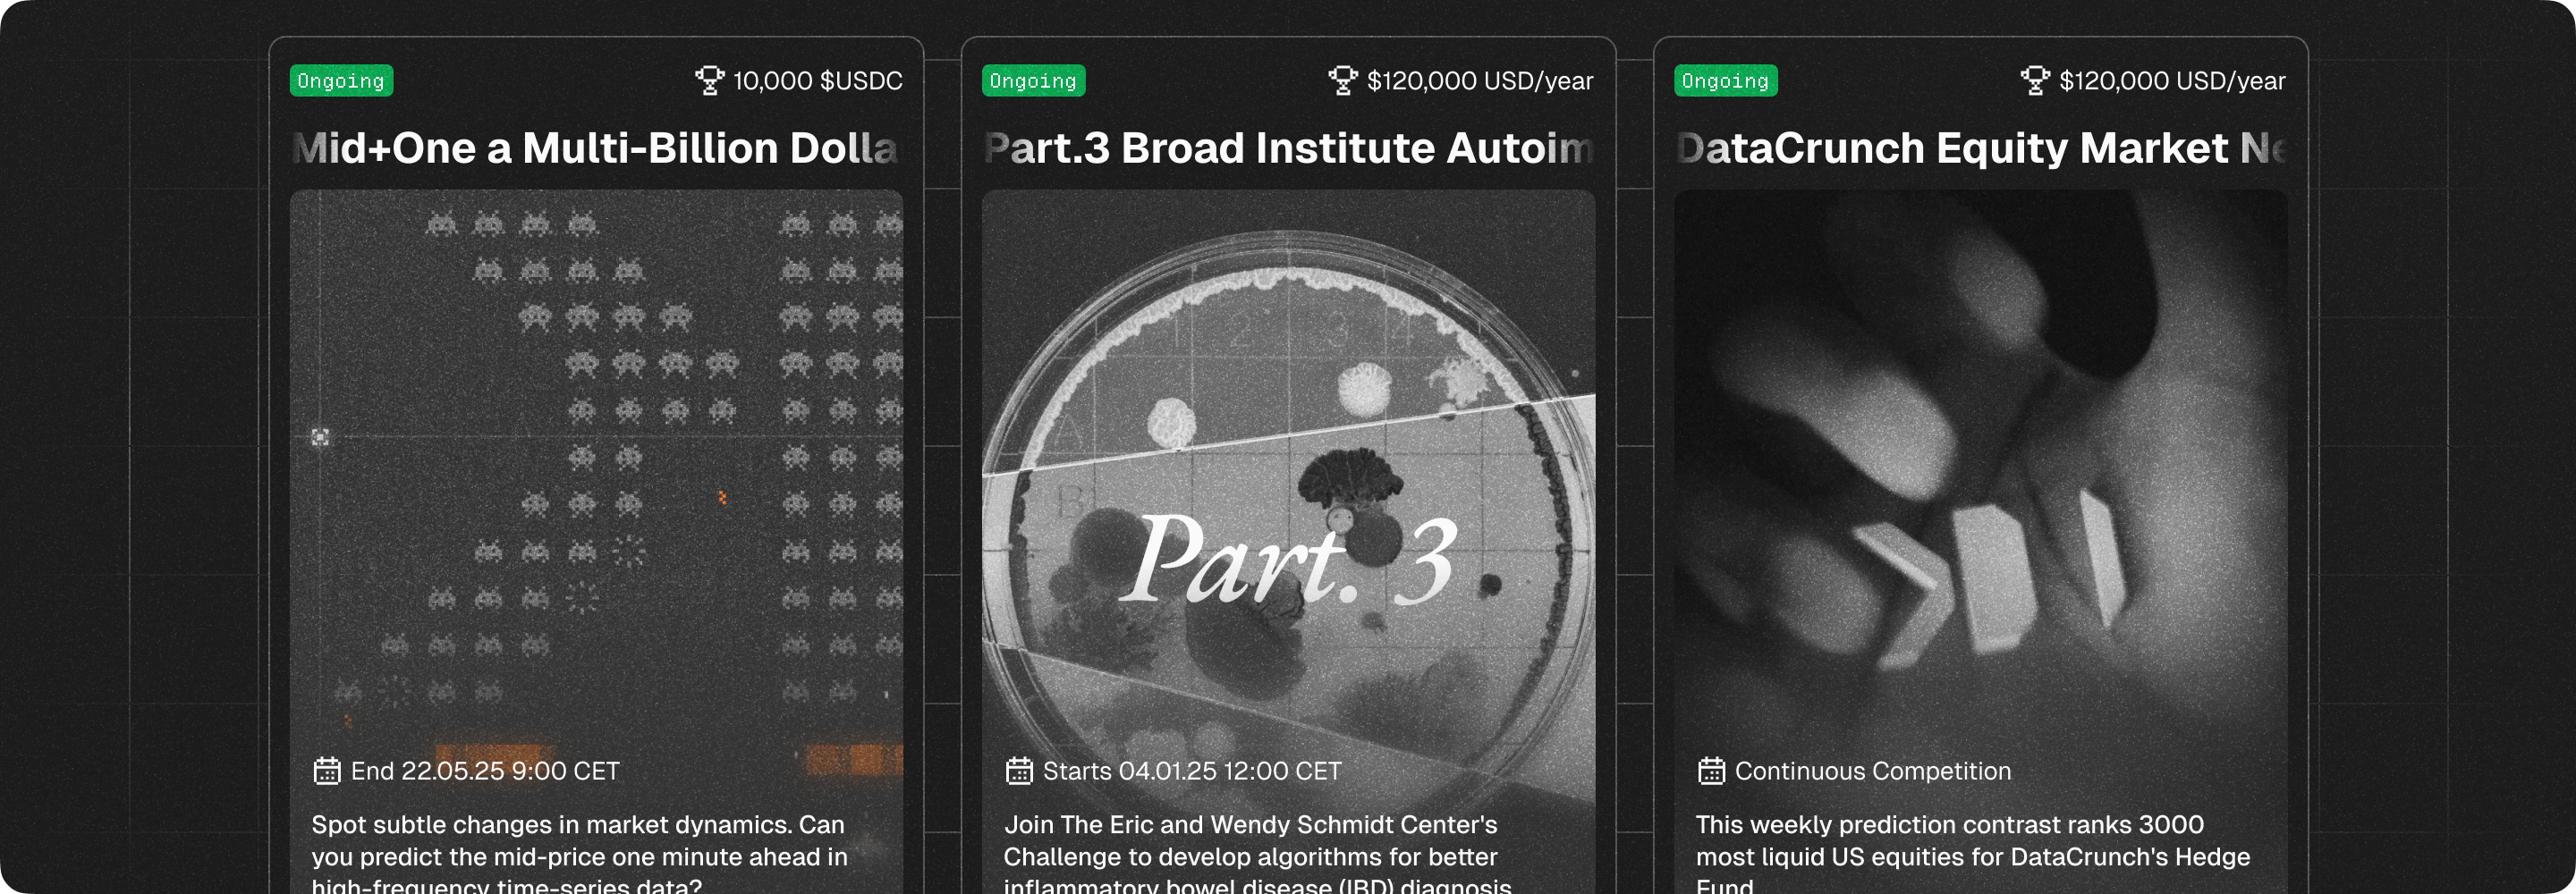 Ongoing
10,000 $USDC
Mid+One a Multi-Billion Dolla
End 22.05.25 9:00 CET
Spot subtle changes in market dynamics. Can
you predict the mid-price one minute ahead in
high-frequency time-series data?
Ongoing
$120,000 USD/year
Part.3 Broad Institute Autoim
1 2 3 4
A
B
Part. 3
Starts 04.01.25 12:00 CET
Join The Eric and Wendy Schmidt Center's
Challenge to develop algorithms for better
inflammatory bowel disease (IBD) diagnosis
Ongoing
$120,000 USD/year
DataCrunch Equity Market Ne
Continuous Competition
This weekly prediction contrast ranks 3000
most liquid US equities for DataCrunch's Hedge
Fund